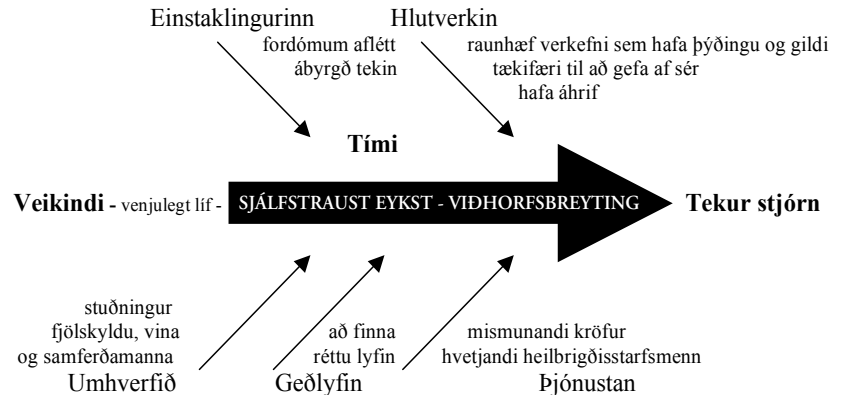 Einstaklingurinn
fordómum aflétt
ábyrgð tekin
Hlutverkin
raunhæf verkefni sem hafa þýðingu og gildi
tækifæri til að gefa af sér
hafa áhrif
Tími
Veikindi - venjulegt líf -
SJÁLFSTRAUST EYKST - VIÐHORFSBREYTING
Tekur stjórn
stuðningur
fjölskyldu, vina
og samferðamanna
Umhverfið
að finna
réttu lyfin
Geðlyfin
mismunandi kröfur
hvetjandi heilbrigðisstarfsmenn
Þjónustan